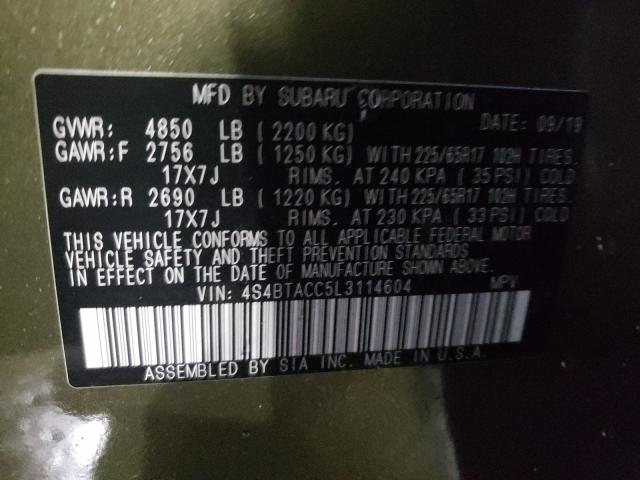 MFD BY SUBARU CORPORATION
DATE: 09/19
GVWR: 4850 LB (2200 KG)
GAWR:F 2756 LB (1250 KG) WITH 225/65R17 102H TIRES.
17X7J RIMS. AT 240 KPA (35 PSI) COLD
GAWR:R 2690 LB (1220 KG) WITH 225/65R17 102H TIRES.
17X7J RIMS. AT 230 KPA (33 PSI) COLD
THIS VEHICLE CONFORMS TO ALL APPLICABLE FEDERAL MOTOR
VEHICLE SAFETY AND THEFT PREVENTION STANDARDS
IN EFFECT ON THE DATE OF MANUFACTURE SHOWN ABOVE.
VIN: 4S4BTACC5L3114604 MPV
ASSEMBLED BY SIA INC. MADE IN U.S.A.